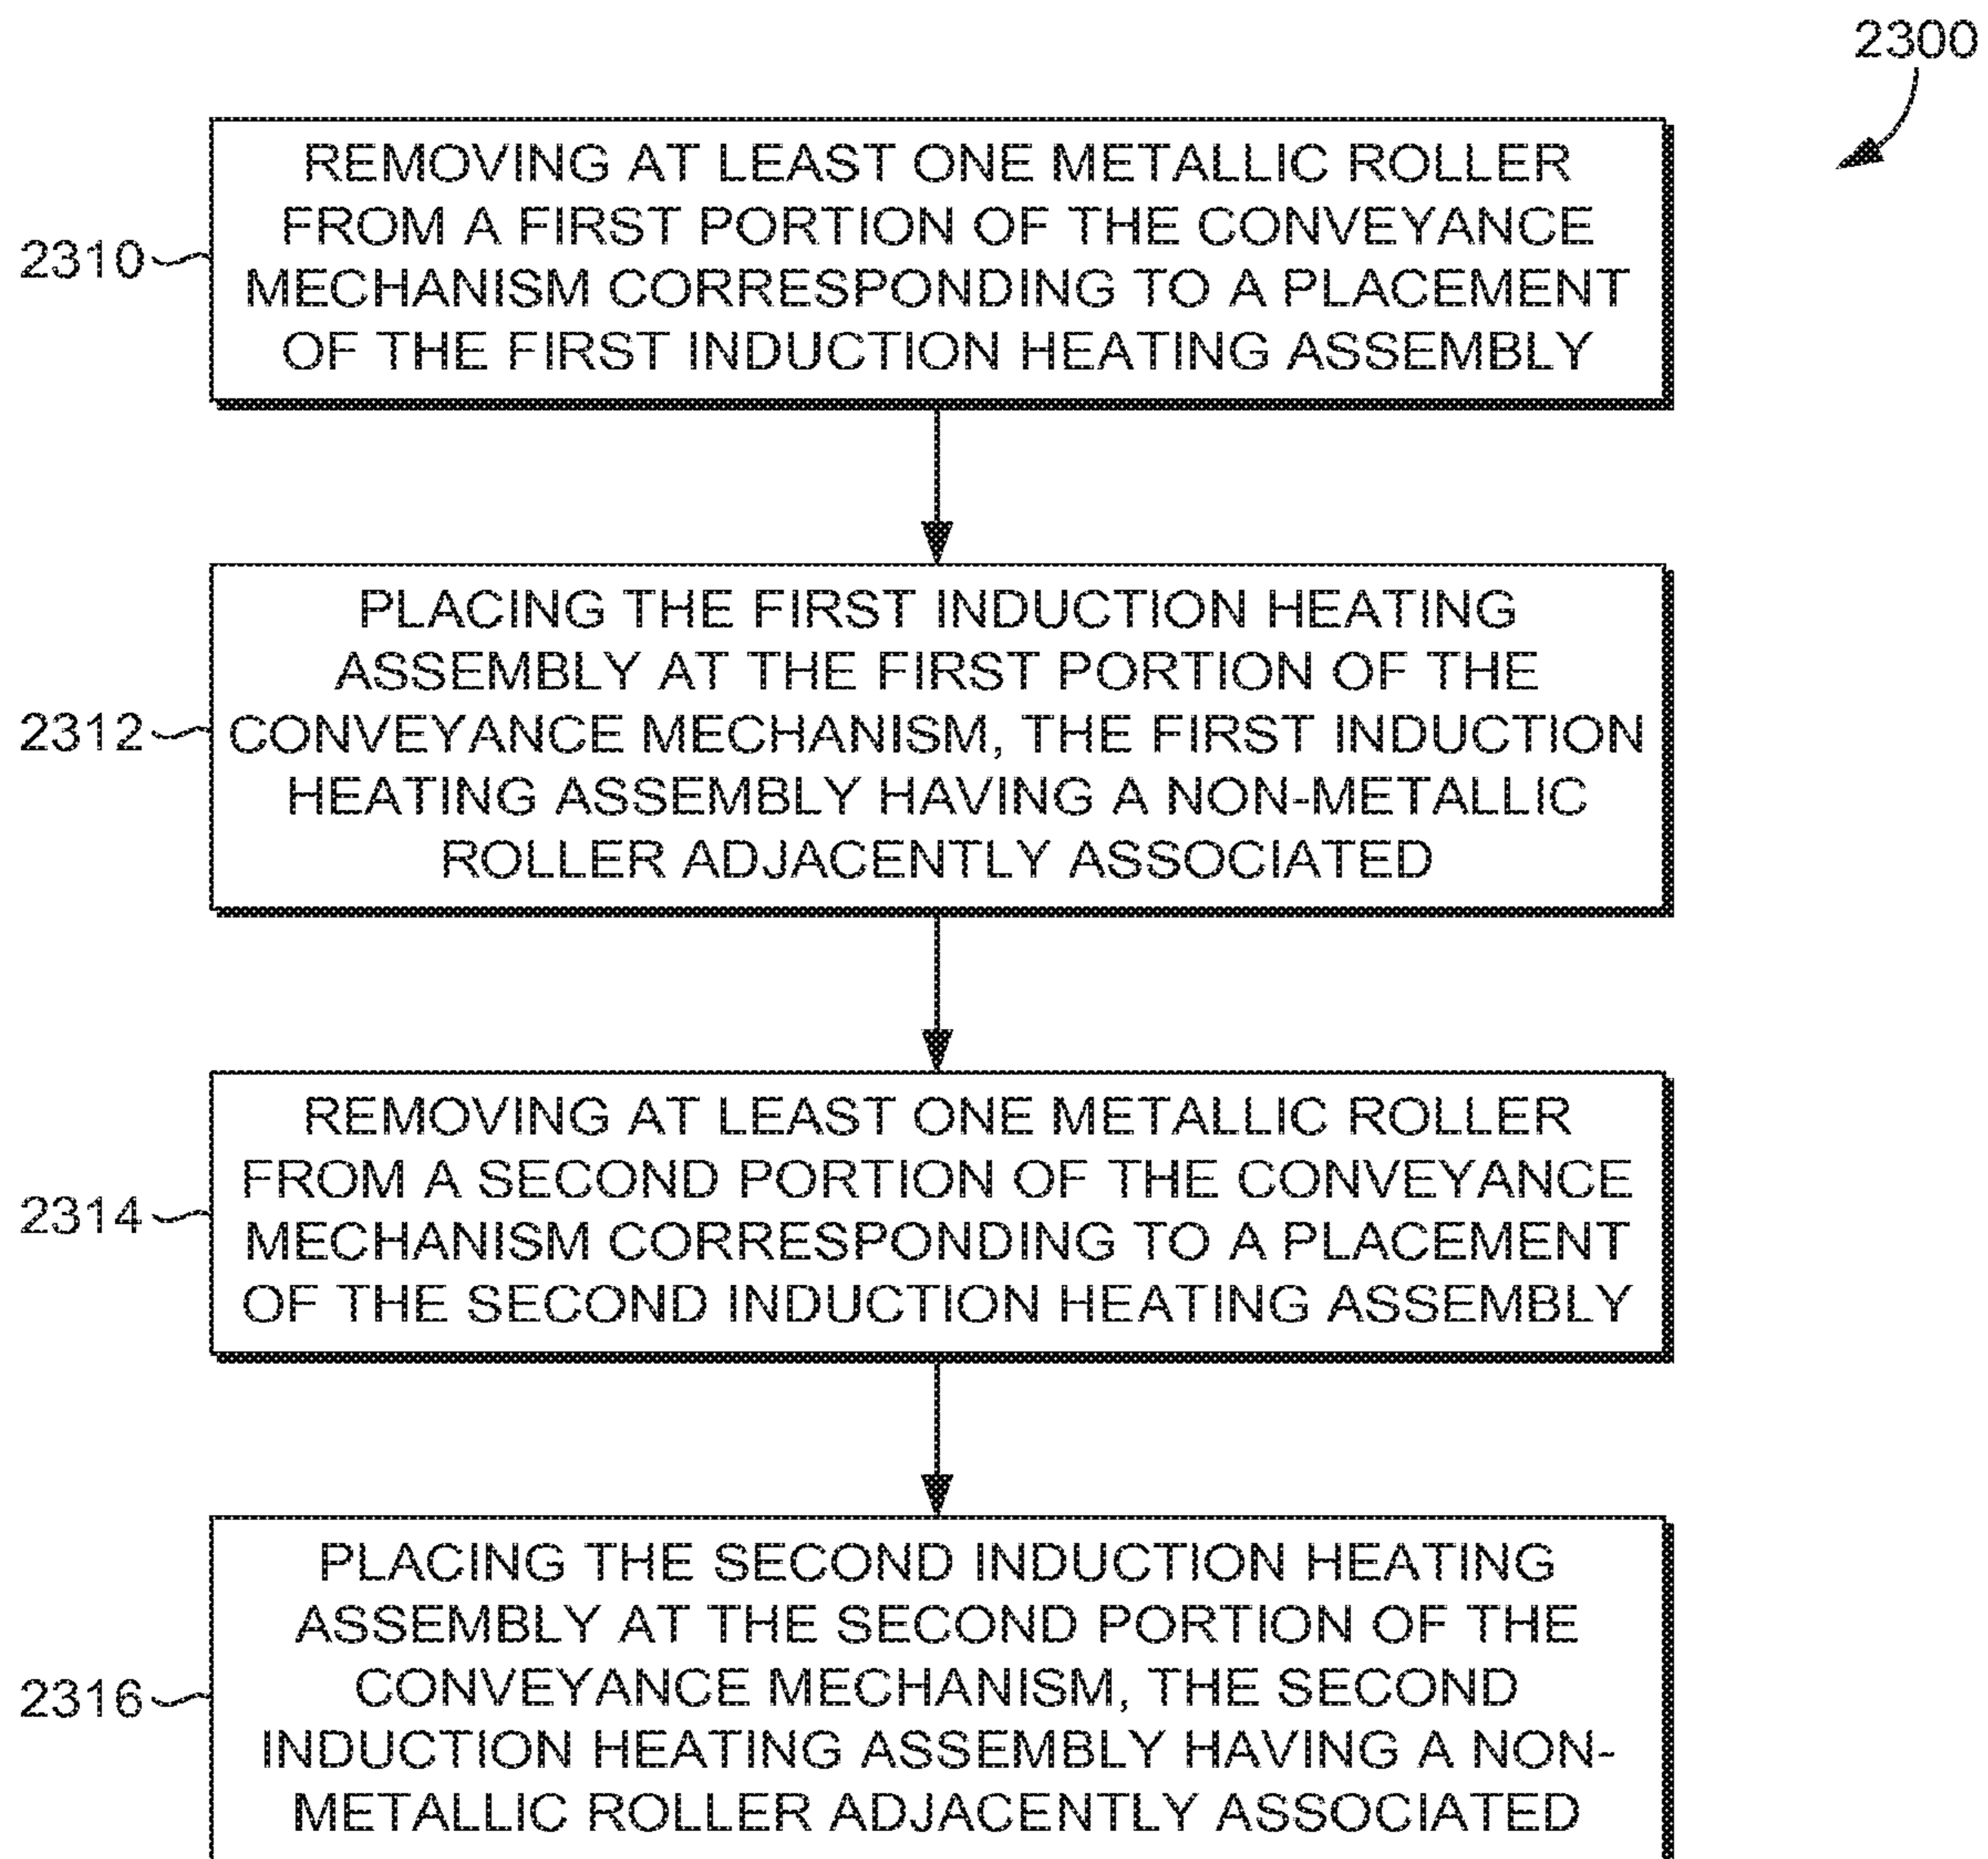 2300
REMOVING AT LEAST ONE METALLIC ROLLER
FROM A FIRST PORTION OF THE CONVEYANCE
MECHANISM CORRESPONDING TO A PLACEMENT
OF THE FIRST INDUCTION HEATING ASSEMBLY
2310
PLACING THE FIRST INDUCTION HEATING
ASSEMBLY AT THE FIRST PORTION OF THE
CONVEYANCE MECHANISM, THE FIRST INDUCTION
HEATING ASSEMBLY HAVING A NON-METALLIC
ROLLER ADJACENTLY ASSOCIATED
2312
REMOVING AT LEAST ONE METALLIC ROLLER
FROM A SECOND PORTION OF THE CONVEYANCE
MECHANISM CORRESPONDING TO A PLACEMENT
OF THE SECOND INDUCTION HEATING ASSEMBLY
2314
PLACING THE SECOND INDUCTION HEATING
ASSEMBLY AT THE SECOND PORTION OF THE
CONVEYANCE MECHANISM, THE SECOND
INDUCTION HEATING ASSEMBLY HAVING A NON-
METALLIC ROLLER ADJACENTLY ASSOCIATED
2316